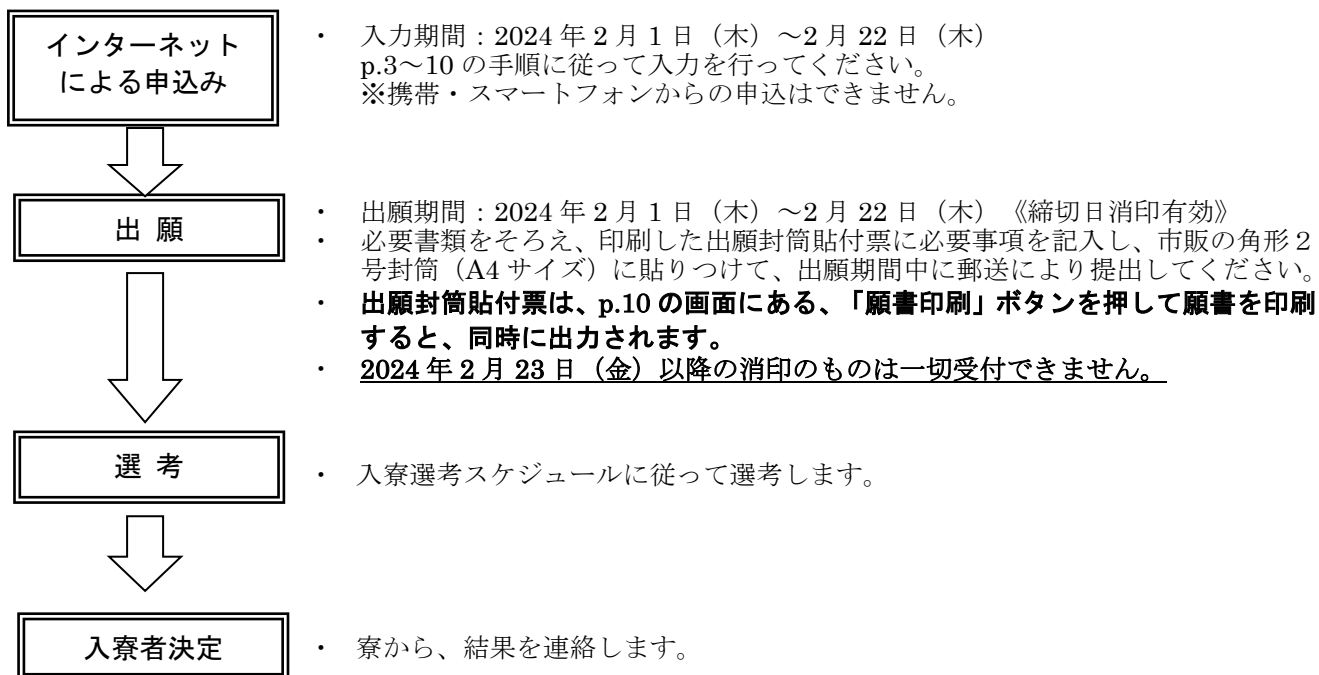 インターネット
による申込み
・ 入力期間：2024 年 2 月 1 日（木）～2 月 22 日（木）
p.3～10 の手順に従って入力を行ってください。
※携帯・スマートフォンからの申込はできません。
出 願
・ 出願期間：2024 年 2 月 1 日（木）～2 月 22 日（木）《締切日消印有効》
・ 必要書類をそろえ、印刷した出願封筒貼付票に必要事項を記入し、市販の角形２
号封筒（A4 サイズ）に貼りつけて、出願期間中に郵送により提出してください。
・ 出願封筒貼付票は、p.10 の画面にある、「願書印刷」ボタンを押して願書を印刷
すると、同時に出力されます。
・ 2024 年 2 月 23 日（金）以降の消印のものは一切受付できません。
選 考
・ 入寮選考スケジュールに従って選考します。
入寮者決定
・ 寮から、結果を連絡します。